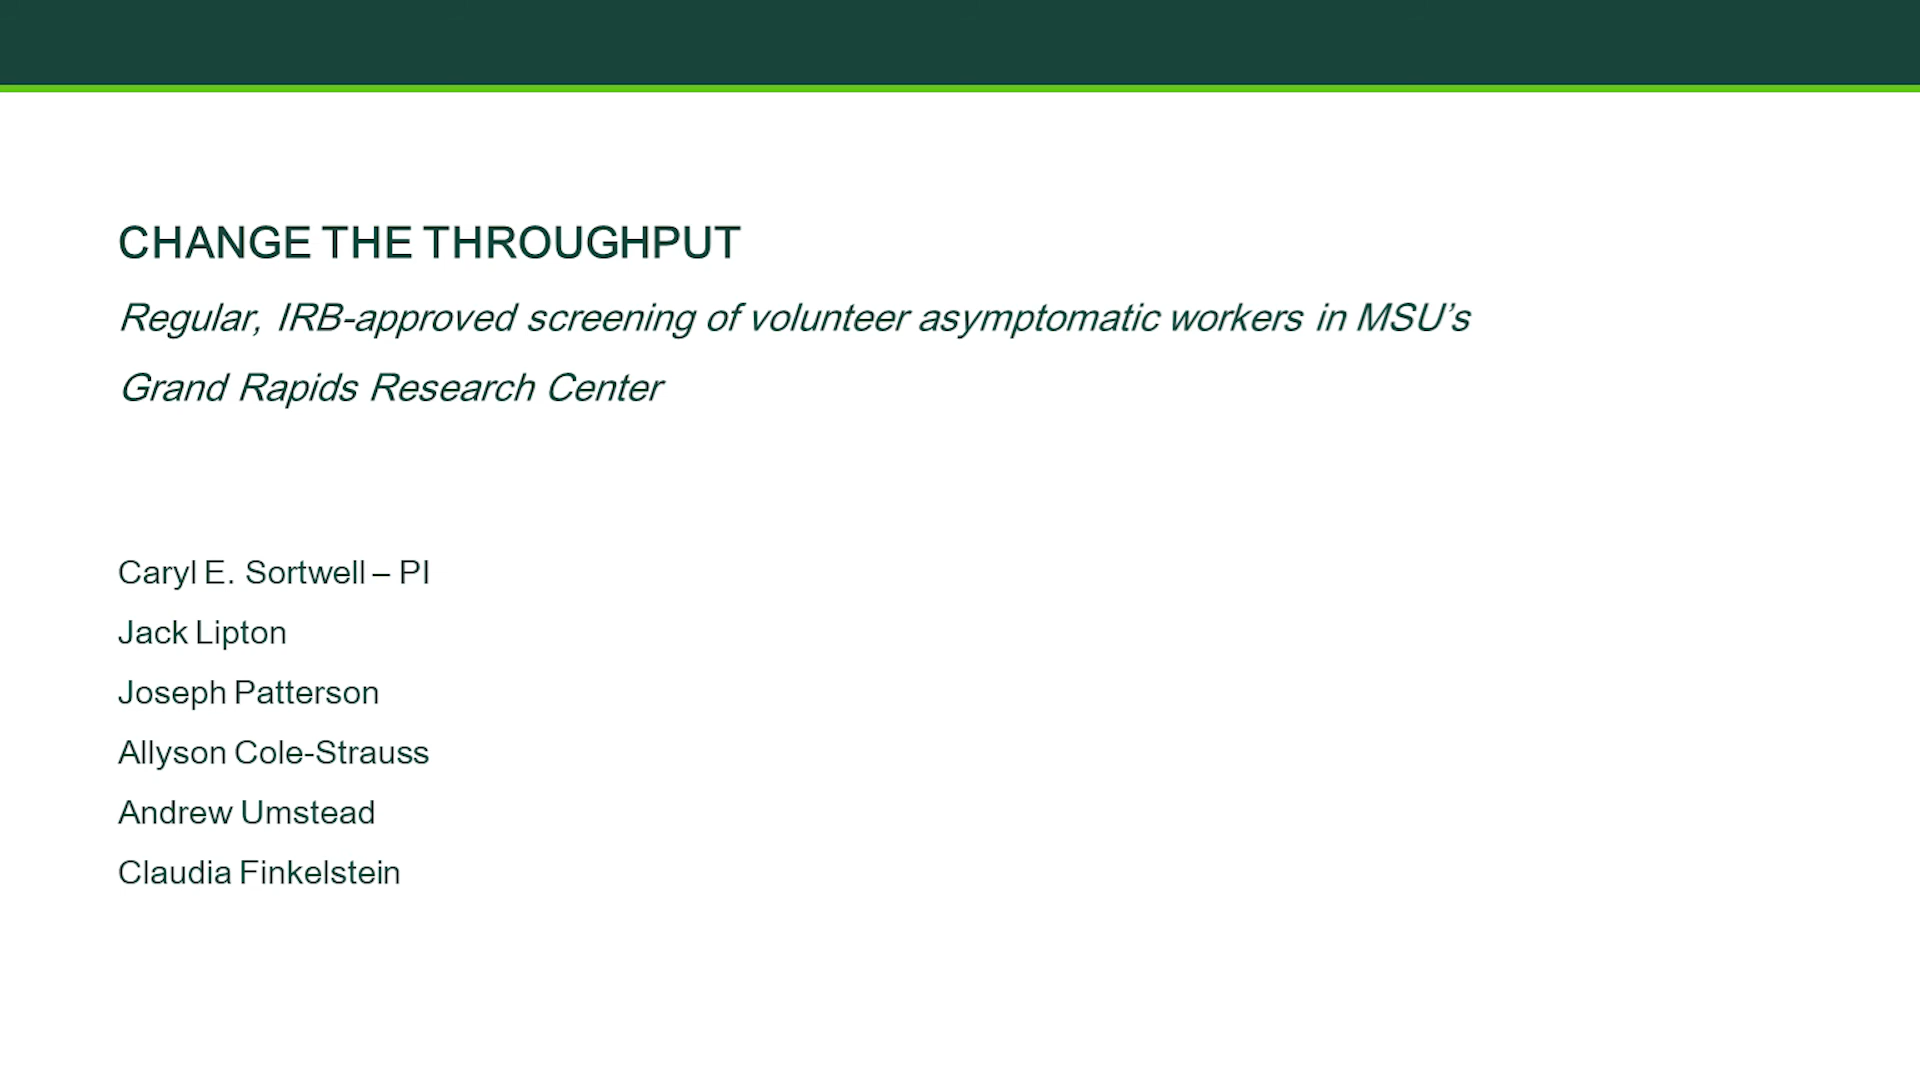 CHANGE THE THROUGHPUT
Regular, IRB-approved screening of volunteer asymptomatic workers in MSU’s
Grand Rapids Research Center
Caryl E. Sortwell – PI
Jack Lipton
Joseph Patterson
Allyson Cole-Strauss
Andrew Umstead
Claudia Finkelstein